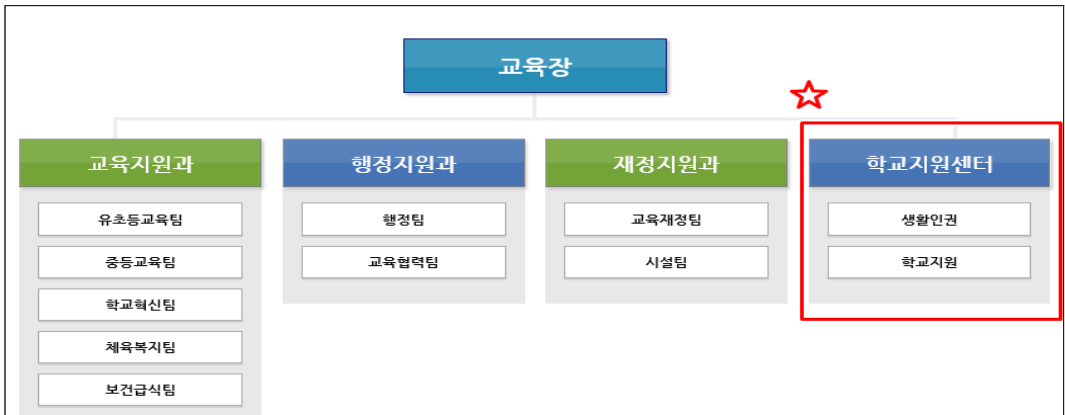 교육장
교육지원과
유초등교육팀
중등교육팀
학교혁신팀
체육복지팀
보건급식팀
행정지원과
행정팀
교육협력팀
재정지원과
교육재정팀
시설팀
학교지원센터
생활인권
학교지원